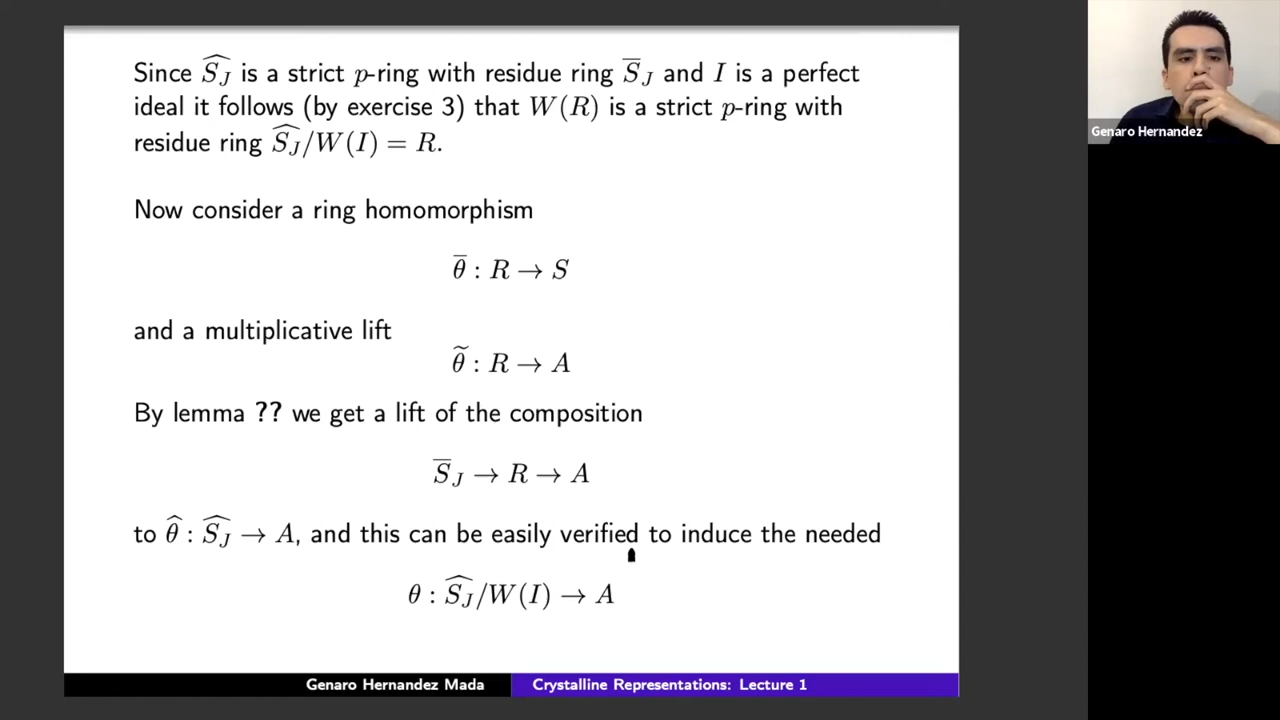 Since $\widehat{S_J}$ is a strict $p$-ring with residue ring $\overline{S}_J$ and $I$ is a perfect
ideal it follows (by exercise 3) that $W(R)$ is a strict $p$-ring with
residue ring $\widehat{S_J}/W(I) = R$.
Now consider a ring homomorphism
$\overline{\theta} : R \to S$
and a multiplicative lift
$\widetilde{\theta} : R \to A$
By lemma ?? we get a lift of the composition
$\overline{S}_J \to R \to A$
to $\widehat{\theta} : \widehat{S_J} \to A$, and this can be easily verified to induce the needed
$\theta : \widehat{S_J}/W(I) \to A$
Genaro Hernandez Mada
Crystalline Representations: Lecture 1
Genaro Hernandez